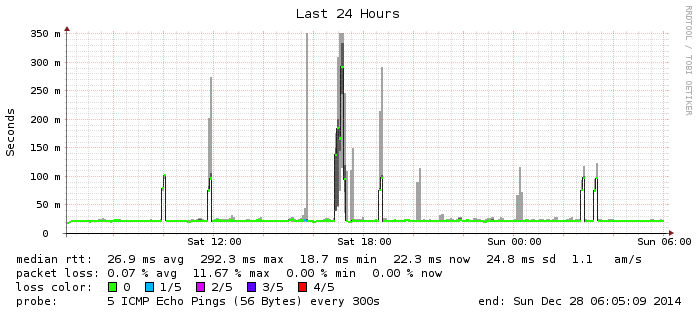 Last 24 Hours
RRDTOOL / TOBI OETIKER
Seconds
350 m
300 m
250 m
200 m
150 m
100 m
50 m
0
Sat 12:00 Sat 18:00 Sun 00:00 Sun 06:00
median rtt: 26.9 ms avg 292.3 ms max 18.7 ms min 22.3 ms now 24.8 ms sd 1.1 am/s
packet loss: 0.07 % avg 11.67 % max 0.00 % min 0.00 % now
loss color: 0 1/5 2/5 3/5 4/5
probe: 5 ICMP Echo Pings (56 Bytes) every 300s end: Sun Dec 28 06:05:09 2014